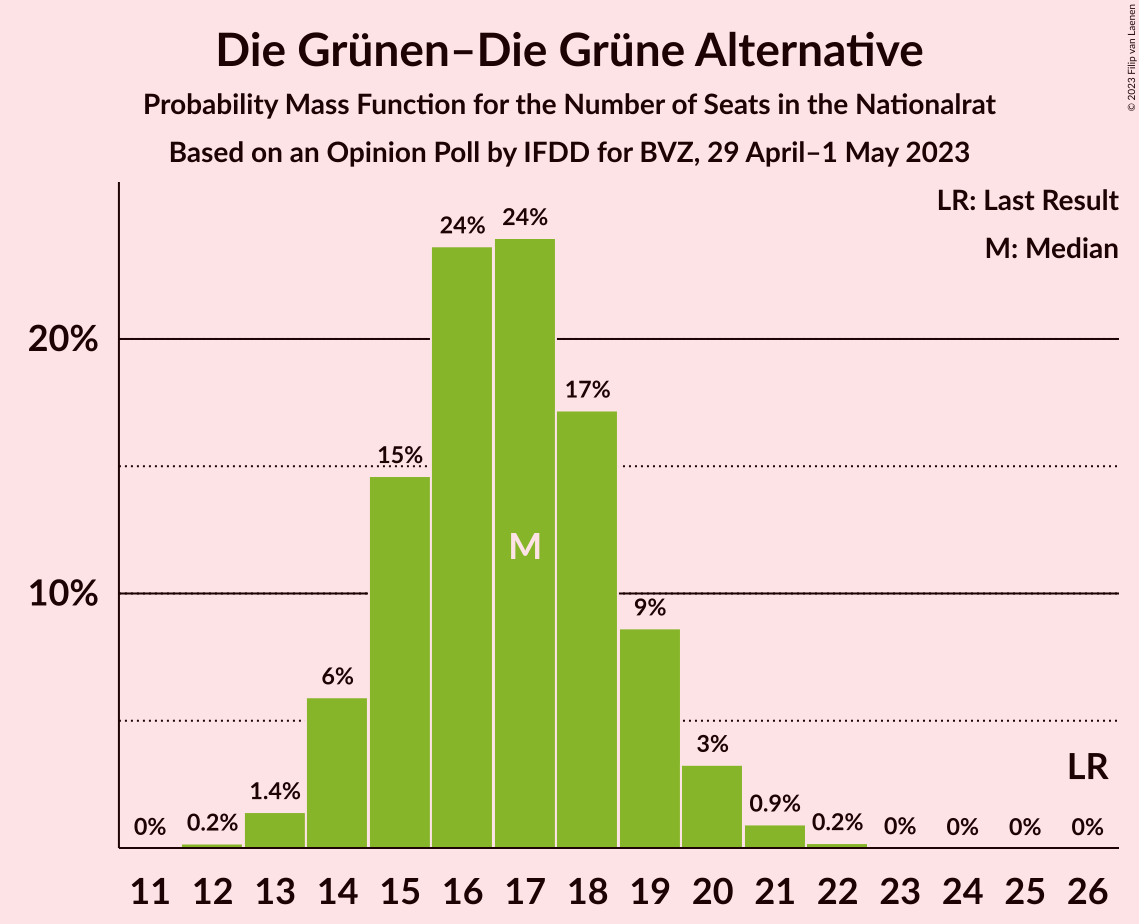 Die Grünen–Die Grüne Alternative
Probability Mass Function for the Number of Seats in the Nationalrat
Based on an Opinion Poll by IFDD for BVZ, 29 April–1 May 2023
© 2023 Filip van Laenen
LR: Last Result
M: Median
20%
10%
0%
0.2%
1.4%
6%
15%
24%
24%
17%
9%
3%
0.9%
0.2%
0%
0%
0%
0%
M
LR
11 12 13 14 15 16 17 18 19 20 21 22 23 24 25 26